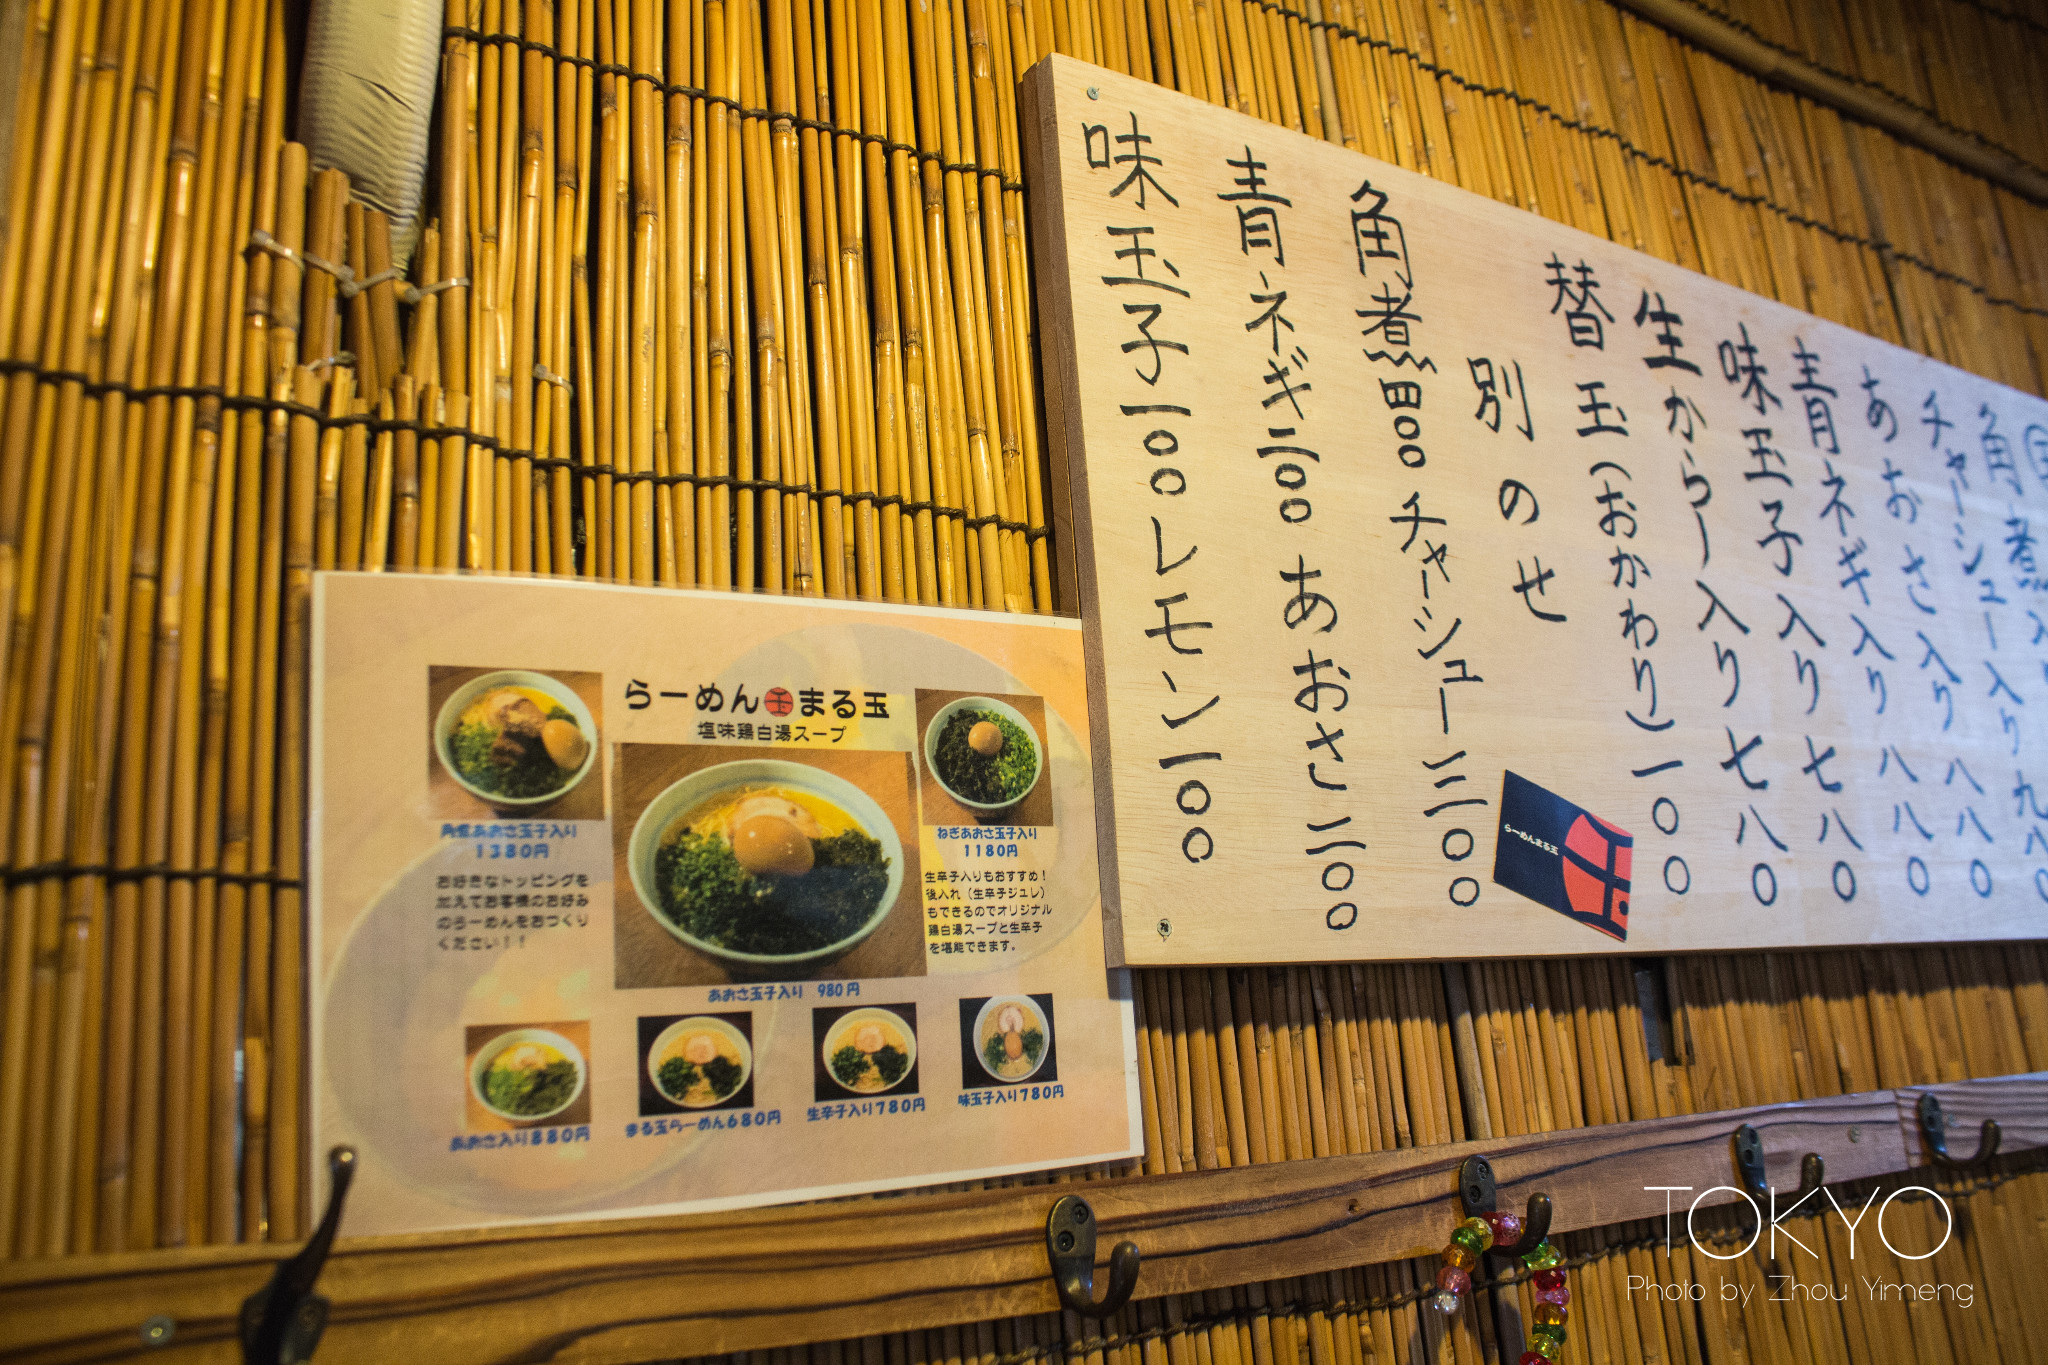 角煮入り九八〇
チャーシュー入り八八〇
あおさ入り八八〇
青ネギ入り七八〇
味玉子入り七八〇
生からー入り七八〇
替玉(おかわり)一〇〇
別のせ
角煮四〇〇 チャーシュー三〇〇
青ネギ二〇〇 あおさ二〇〇
味玉子一〇〇 レモン一〇〇
らーめんまる玉
らーめん玉まる玉
塩味鶏白湯スープ
角煮あおさ玉子入り
1380円
お好きなトッピングを
加えてお客様のお好み
のらーめんをおつくり
ください!!
ねぎあおさ玉子入り
1180円
生辛子入りもおすすめ!
後入れ(生辛子ジュレ)
もできるのでオリジナル
鶏白湯スープと生辛子
を堪能できます。
あおさ玉子入り 980円
あおさ入り880円
まる玉らーめん680円
生辛子入り780円
味玉子入り780円
TOKYO
Photo by Zhou Yimeng